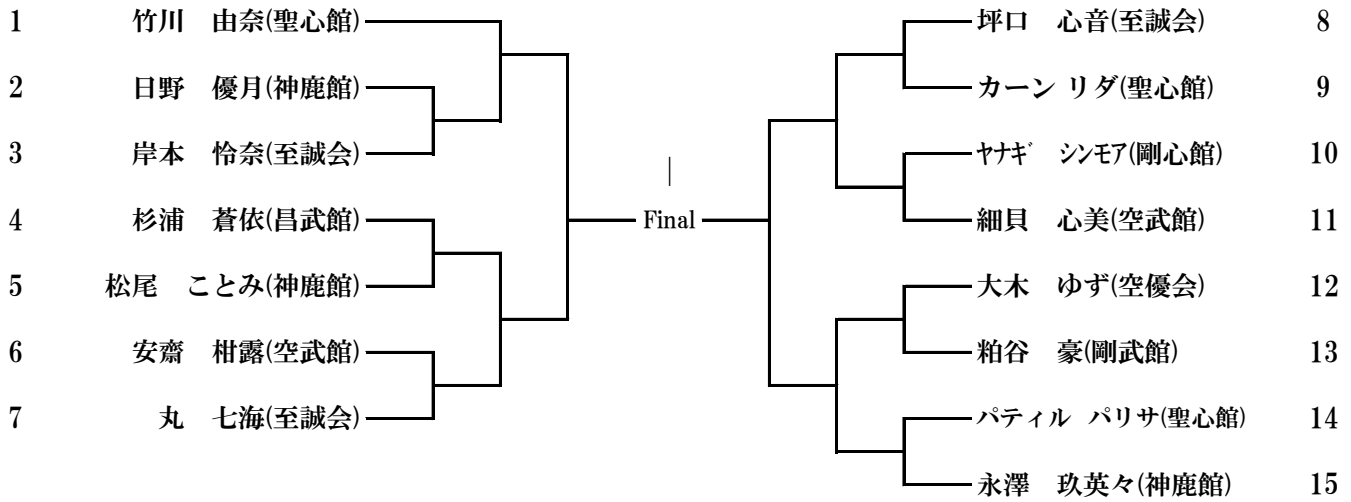 1 竹川 由奈(聖心館)
2 日野 優月(神鹿館)
3 岸本 怜奈(至誠会)
4 杉浦 蒼依(昌武館)
5 松尾 ことみ(神鹿館)
6 安齋 柑露(空武館)
7 丸 七海(至誠会)
Final
坪口 心音(至誠会) 8
カーン リダ(聖心館) 9
ヤナギ シンモア(剛心館) 10
細貝 心美(空武館) 11
大木 ゆず(空優会) 12
粕谷 豪(剛武館) 13
パティル パリサ(聖心館) 14
永澤 玖英々(神鹿館) 15